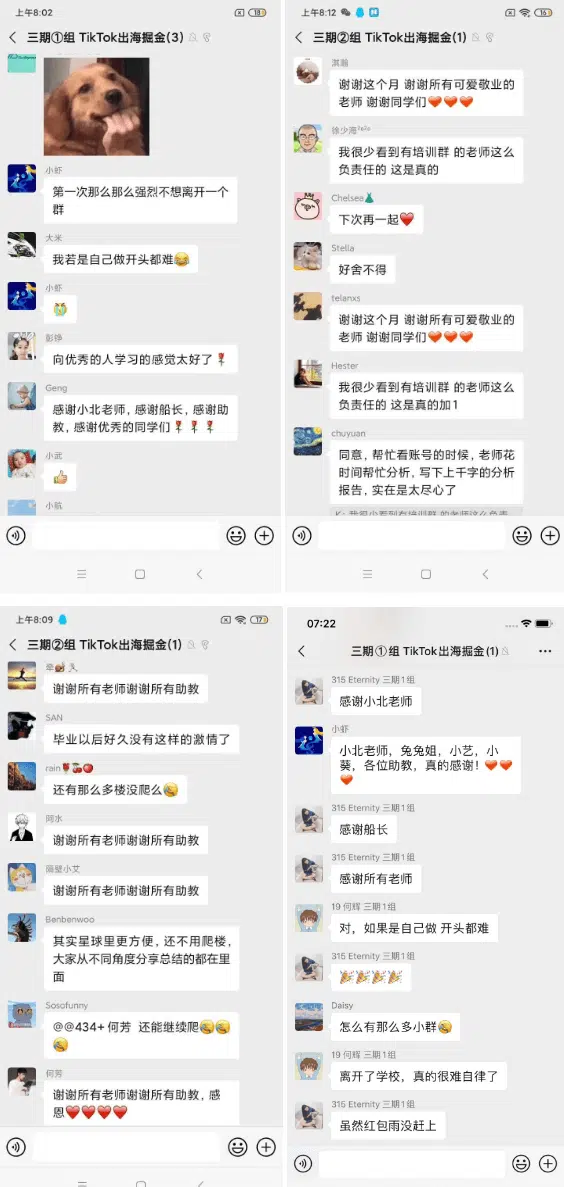 上午8:02
18
三期①组 TikTok出海掘金(3)
小虾
第一次那么那么强烈不想离开一个
群
大米
我若是自己做开头都难😂
小虾
😭
彭铮
向优秀的人学习的感觉太好了🌹
Geng
感谢小北老师，感谢船长，感谢助
教，感谢优秀的同学们🌹🌹🌹
小武
👍
小航
上午8:12
16
三期②组 TikTok出海掘金(1)
淇瀚
谢谢这个月 谢谢所有可爱敬业的
老师 谢谢同学们❤❤❤
徐少海²⁶²⁶
我很少看到有培训群 的老师这么
负责任的 这是真的
Chelsea👗
下次再一起❤
Stella
好舍不得
telanxs
谢谢这个月 谢谢所有可爱敬业的
老师 谢谢同学们❤❤❤
Hester
我很少看到有培训群 的老师这么
负责任的 这是真的加1
chuyuan
同意，帮忙看账号的时候，老师花
时间帮忙分析，写下上千字的分析
报告，实在是太尽心了
K: 我很少看到有培训群 的老师这么负责
上午8:09
17
三期②组 TikTok出海掘金(1)
谢谢所有老师谢谢所有助教
SAN
毕业以后好久没有这样的激情了
rain🌹🍒🍅
还有那么多楼没爬么😂
阿水
谢谢所有老师谢谢所有助教
隔壁小艾
谢谢所有老师谢谢所有助教
Benbenwoo
其实星球里更方便，还不用爬楼，
大家从不同角度分享总结的都在里
面
Sosofunny
@@434+何芳 还能继续爬😂😂
😂
何芳
谢谢所有老师谢谢所有助教，感
恩❤❤❤❤
07:22
三期①组 TikTok出海掘金(1)
315 Eternity 三期1组
感谢小北老师
小虾
小北老师，兔兔姐，小艺，小
葵，各位助教，真的感谢！❤❤
❤
315 Eternity 三期1组
感谢船长
315 Eternity 三期1组
感谢所有老师
19 何辉 三期1组
对，如果是自己做 开头都难
315 Eternity 三期1组
🎉🎉🎉🎉
Daisy
怎么有那么多小群😂
19 何辉 三期1组
离开了学校，真的很难自律了
315 Eternity 三期1组
虽然红包雨没赶上